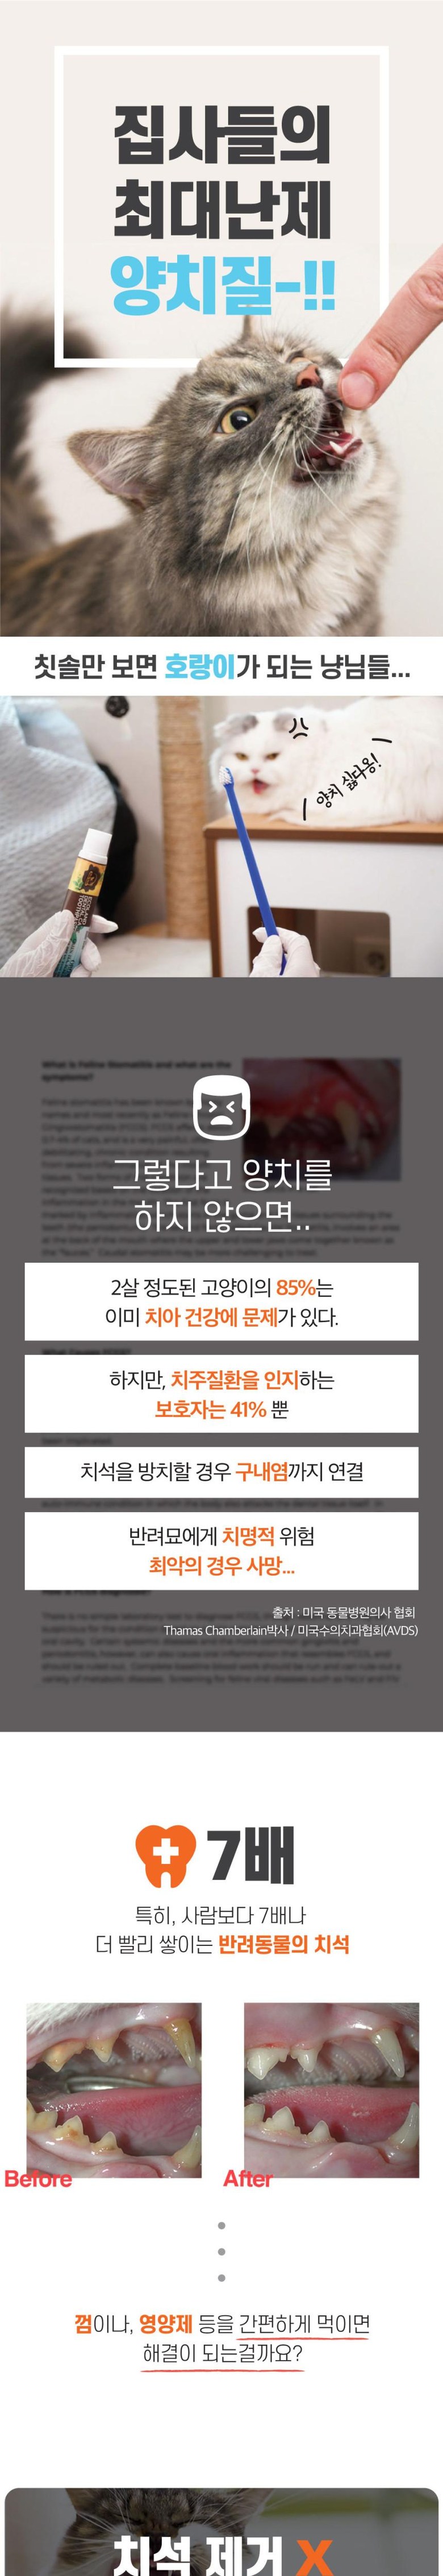 집사들의
최대난제
양치질-!!
칫솔만 보면 호랑이가 되는 냥님들...
양치 싫다옹!
What is Feline Stomatitis and what are the
symptoms?
그렇다고 양치를
하지 않으면..
2살 정도된 고양이의 85%는
이미 치아 건강에 문제가 있다.
하지만, 치주질환을 인지하는
보호자는 41% 뿐
치석을 방치할 경우 구내염까지 연결
반려묘에게 치명적 위험
최악의 경우 사망...
출처 : 미국 동물병원의사 협회
Thamas Chamberlain박사 / 미국수의치과협회(AVDS)
7배
특히, 사람보다 7배나
더 빨리 쌓이는 반려동물의 치석
Before
After
껌이나, 영양제 등을 간편하게 먹이면
해결이 되는걸까요?
치석 제거 X